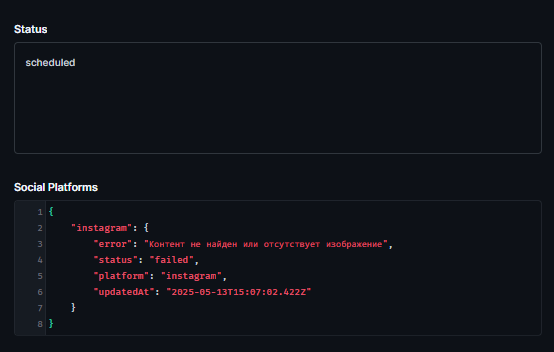 Status
scheduled
Social Platforms
1 {
2 "instagram": {
3 "error": "Контент не найден или отсутствует изображение",
4 "status": "failed",
5 "platform": "instagram",
6 "updatedAt": "2025-05-13T15:07:02.422Z"
7 }
8 }